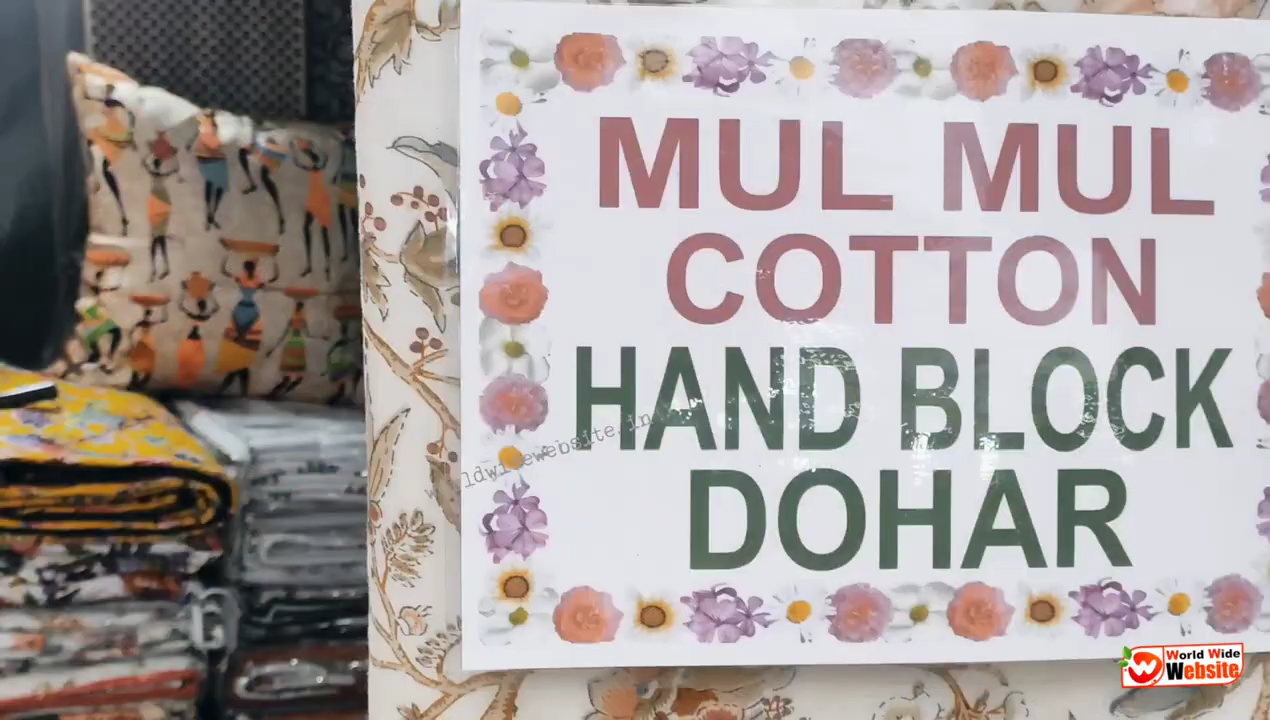 MUL MUL
COTTON
HAND BLOCK
DOHAR
World Wide
Website